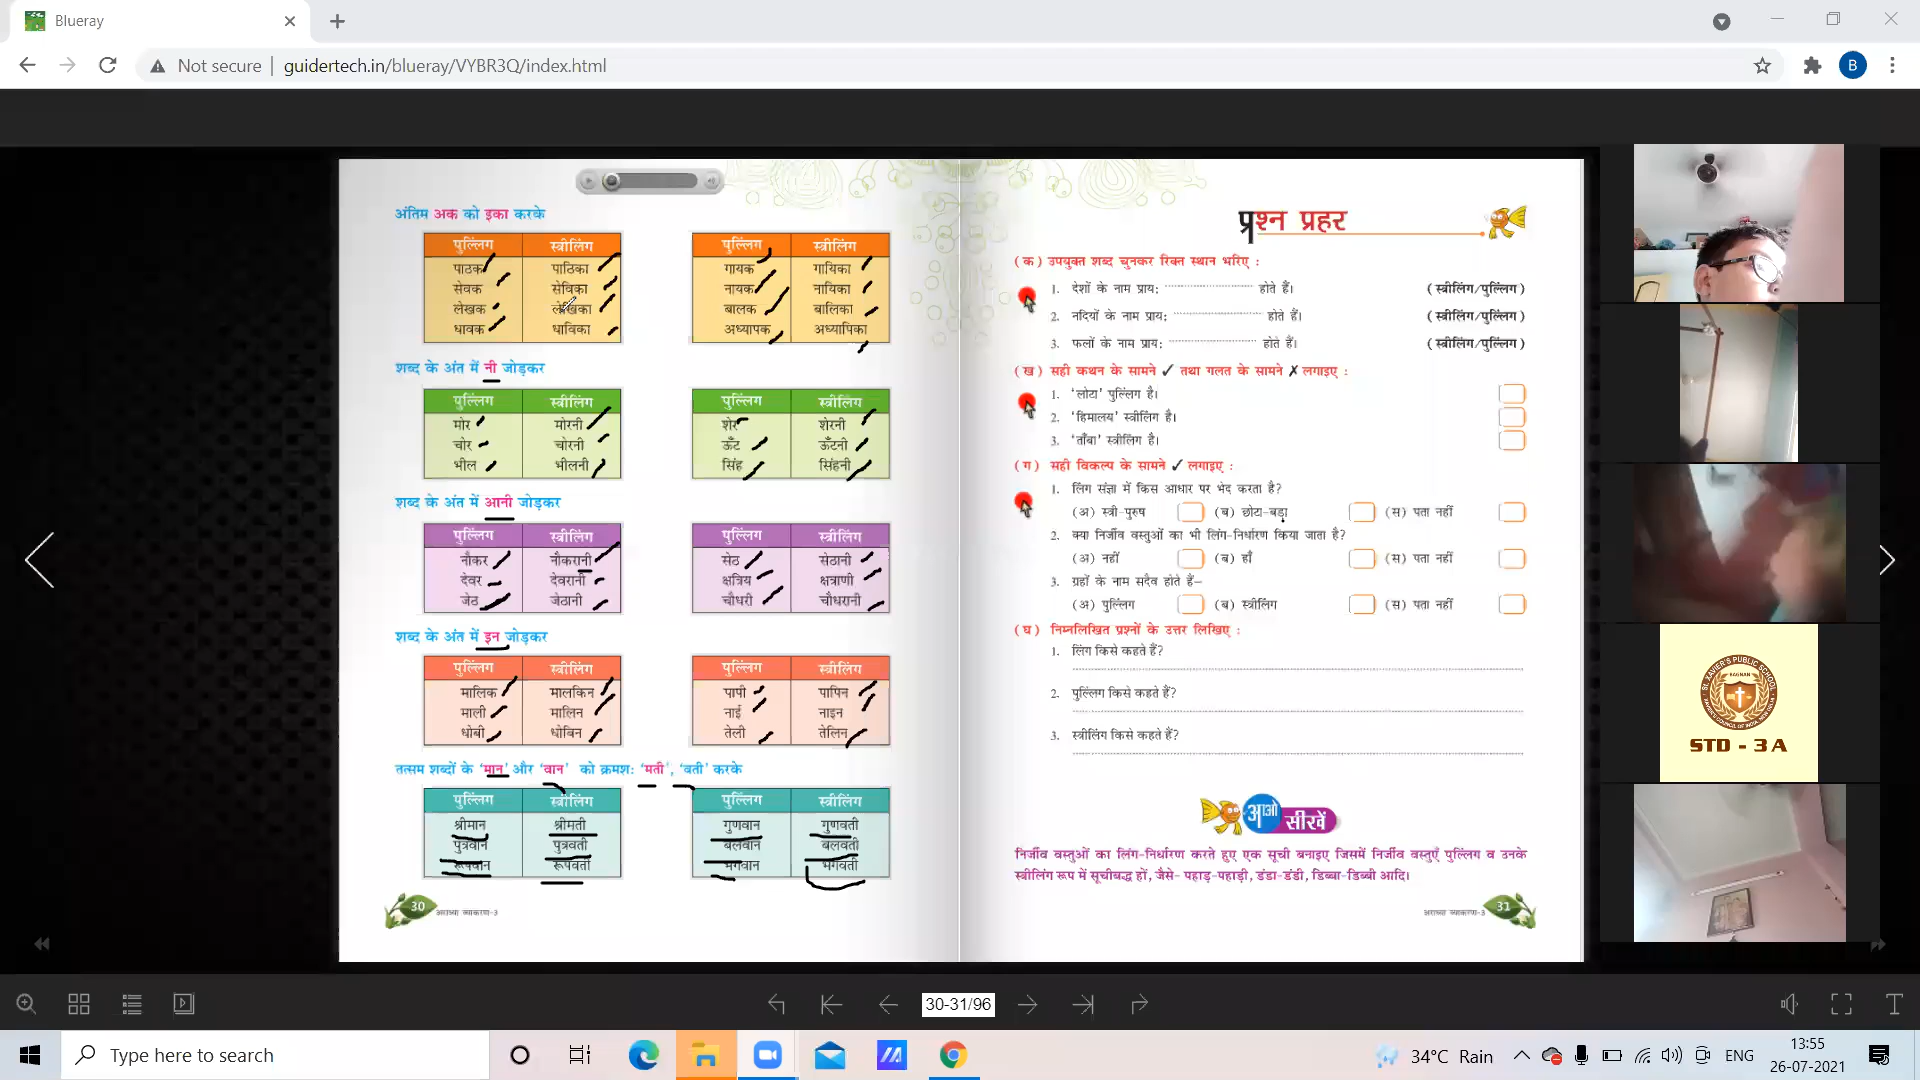 Blueray
Not secure
guidertech.in/blueray/VYBR3Q/index.html
B
अंतिम अक को इका करके
पुल्लिंग स्त्रीलिंग
पाठक पाठिका
सेवक सेविका
लेखक लेखिका
धावक धाविका
पुल्लिंग स्त्रीलिंग
गायक गायिका
नायक नायिका
बालक बालिका
अध्यापक अध्यापिका
शब्द के अंत में नी जोड़कर
पुल्लिंग स्त्रीलिंग
मोर मोरनी
चोर चोरनी
भील भीलनी
पुल्लिंग स्त्रीलिंग
शेर शेरनी
ऊँट ऊँटनी
सिंह सिंहनी
शब्द के अंत में आनी जोड़कर
पुल्लिंग स्त्रीलिंग
नौकर नौकरानी
देवर देवरानी
जेठ जेठानी
पुल्लिंग स्त्रीलिंग
सेठ सेठानी
क्षत्रिय क्षत्राणी
चौधरी चौधरानी
शब्द के अंत में इन जोड़कर
पुल्लिंग स्त्रीलिंग
मालिक मालकिन
माली मालिन
धोबी धोबिन
पुल्लिंग स्त्रीलिंग
पापी पापिन
नाई नाइन
तेली तेलिन
तत्सम शब्दों के ‘मान’ और ‘वान’ को क्रमश: ‘मती’, ‘वती’ करके
पुल्लिंग स्त्रीलिंग
श्रीमान श्रीमती
पुत्रवान पुत्रवती
रूपवान रूपवती
पुल्लिंग स्त्रीलिंग
गुणवान गुणवती
बलवान बलवती
भगवान भगवती
30 अराध्या व्याकरण-3
प्रश्न प्रहर
(क) उपयुक्त शब्द चुनकर रिक्त स्थान भरिए :
1. देशों के नाम प्राय: ........ होते हैं। (स्त्रीलिंग/पुल्लिंग)
2. नदियों के नाम प्राय: ........ होते हैं। (स्त्रीलिंग/पुल्लिंग)
3. फलों के नाम प्राय: ........ होते हैं। (स्त्रीलिंग/पुल्लिंग)
(ख) सही कथन के सामने ✓ तथा गलत के सामने ✗ लगाइए :
1. ‘लोटा’ पुल्लिंग है।
2. ‘हिमालय’ स्त्रीलिंग है।
3. ‘ताँबा’ स्त्रीलिंग है।
(ग) सही विकल्प के सामने ✓ लगाइए :
1. लिंग संज्ञा में किस आधार पर भेद करता है?
(अ) स्त्री-पुरुष (ब) छोटा-बड़ा (स) पता नहीं
2. क्या निर्जीव वस्तुओं का भी लिंग-निर्धारण किया जाता है?
(अ) नहीं (ब) हाँ (स) पता नहीं
3. ग्रहों के नाम सदैव होते हैं–
(अ) पुल्लिंग (ब) स्त्रीलिंग (स) पता नहीं
(घ) निम्नलिखित प्रश्नों के उत्तर लिखिए :
1. लिंग किसे कहते हैं?
2. पुल्लिंग किसे कहते हैं?
3. स्त्रीलिंग किसे कहते हैं?
आओ सीखें
निर्जीव वस्तुओं का लिंग-निर्धारण करते हुए एक सूची बनाइए जिसमें निर्जीव वस्तुएँ पुल्लिंग व उनके
स्त्रीलिंग रूप में सूचीबद्ध हों, जैसे- पहाड़-पहाड़ी, डंडा-डंडी, डिब्बा-डिब्बी आदि।
अराध्या व्याकरण-3 31
STD - 3 A
30-31/96
Type here to search
34°C Rain
ENG
13:55
26-07-2021